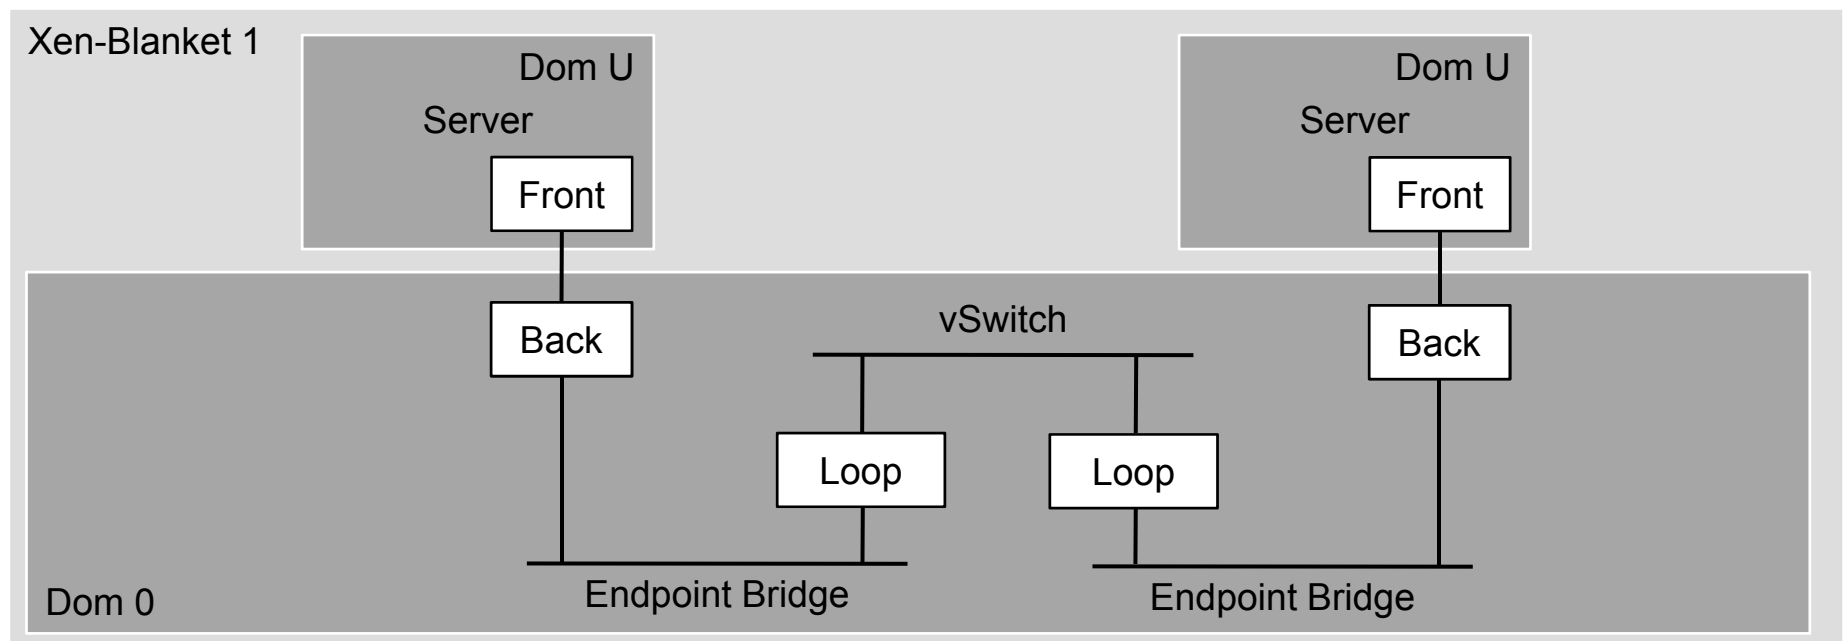 Xen-Blanket 1
Dom U
Server
Front
Dom U
Server
Front
Back
vSwitch
Back
Loop
Loop
Endpoint Bridge
Endpoint Bridge
Dom 0